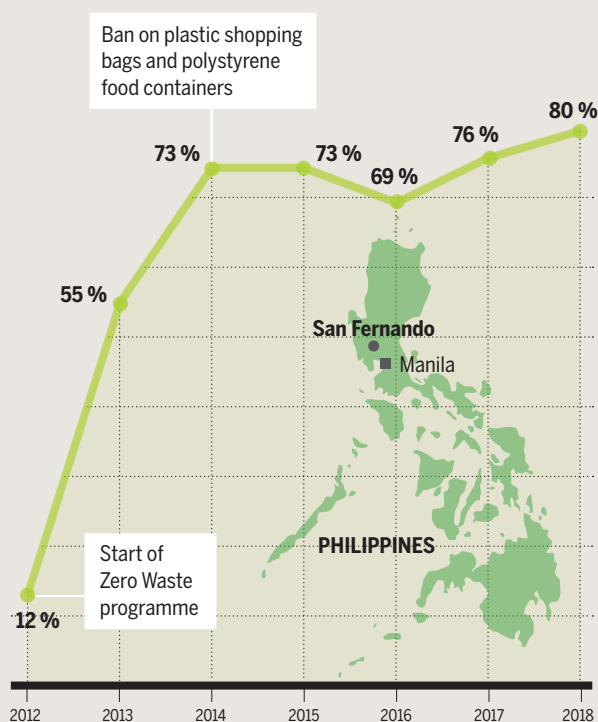 Ban on plastic shopping
bags and polystyrene
food containers
80 %
76 %
73 %
73 %
69 %
55 %
San Fernando
Manila
PHILIPPINES
Start of
Zero Waste
programme
12 %
2012 2013 2014 2015 2016 2017 2018